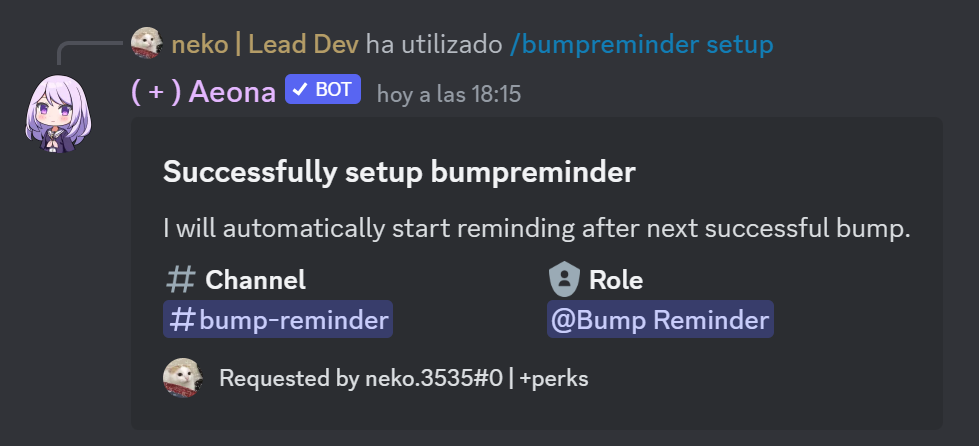 neko | Lead Dev ha utilizado /bumpreminder setup
( + ) Aeona ✓ BOT hoy a las 18:15
Successfully setup bumpreminder
I will automatically start reminding after next successful bump.
# Channel Role
#bump-reminder @Bump Reminder
Requested by neko.3535#0 | +perks